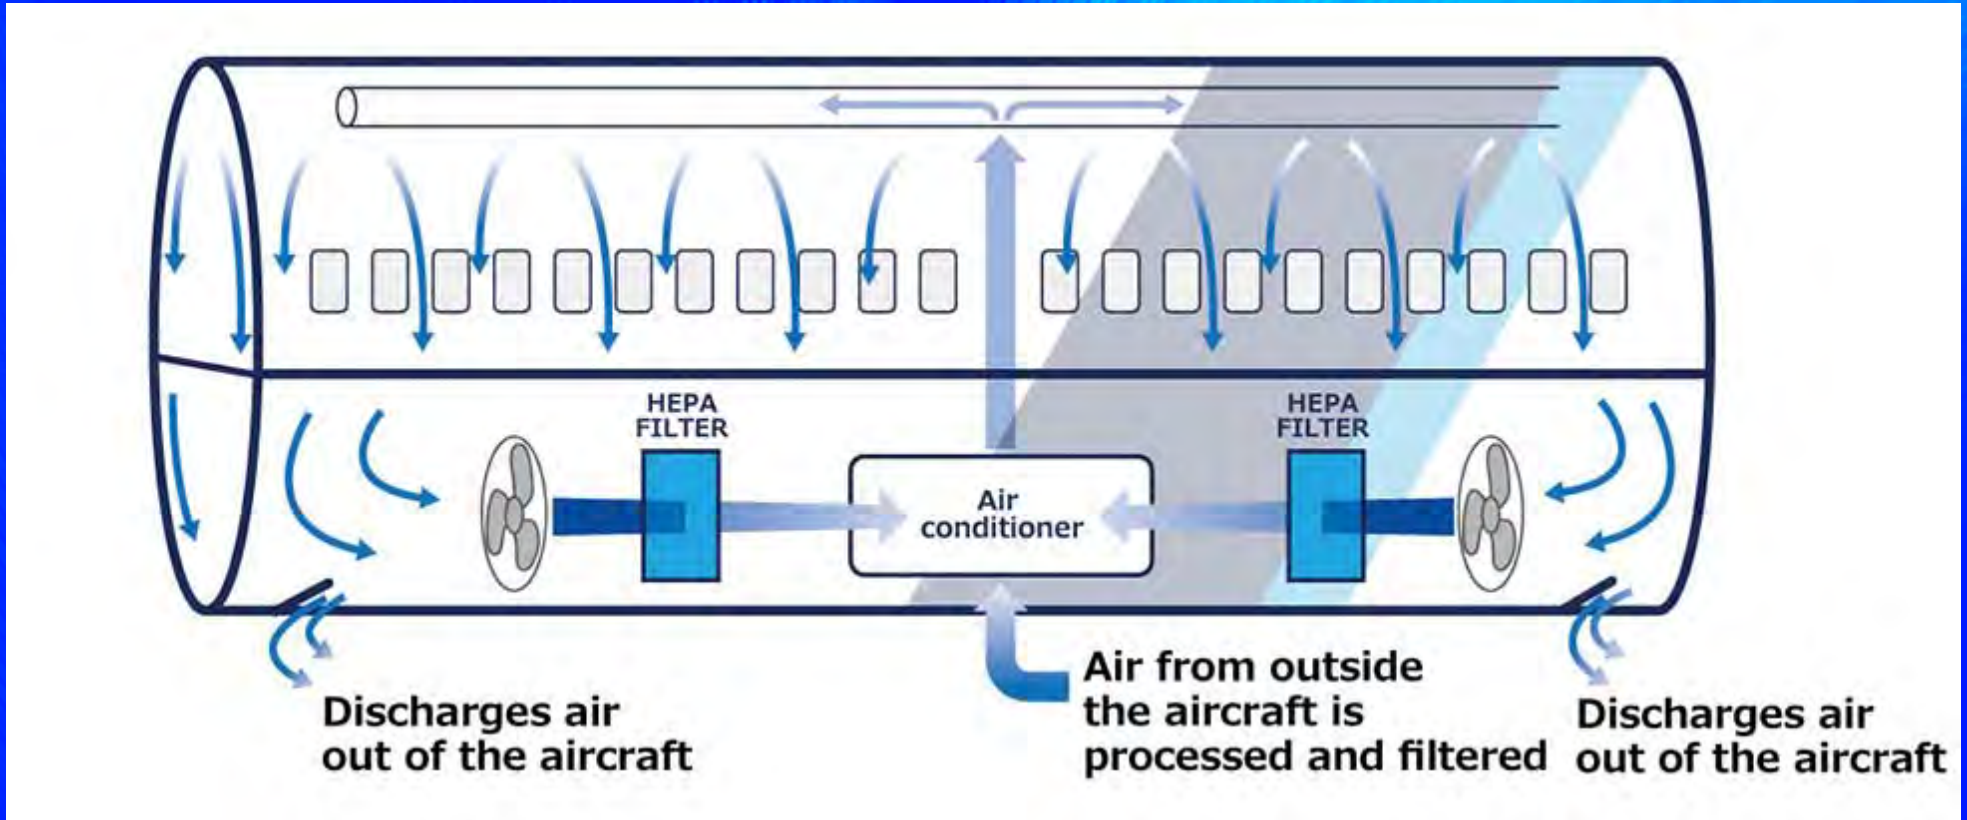 HEPA
FILTER
HEPA
FILTER
Air
conditioner
Discharges air
out of the aircraft
Air from outside
the aircraft is
processed and filtered
Discharges air
out of the aircraft